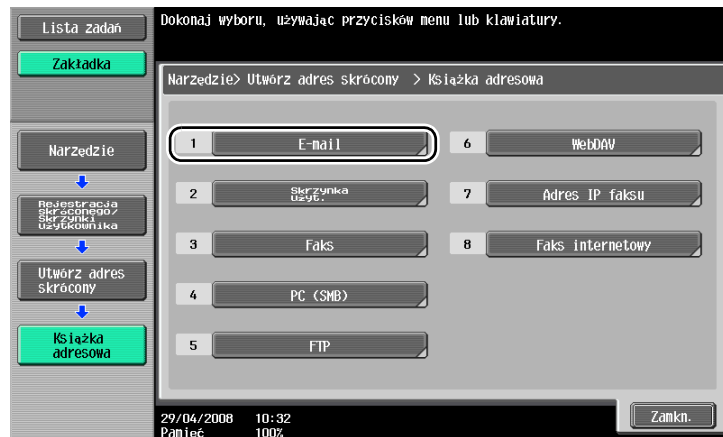 Lista zadań
Dokonaj wyboru, używając przycisków menu lub klawiatury.
Zakładka
Narzędzie> Utwórz adres skrócony > Książka adresowa
Narzędzie
Rejestracja
skróconego/
Skrzynki
użytkownika
Utwórz adres
skrócony
Książka
adresowa
1 E-mail
2 Skrzynka
użyt.
3 Faks
4 PC (SMB)
5 FTP
6 WebDAV
7 Adres IP faksu
8 Faks internetowy
29/04/2008 10:32
Pamięć 100%
Zamkn.